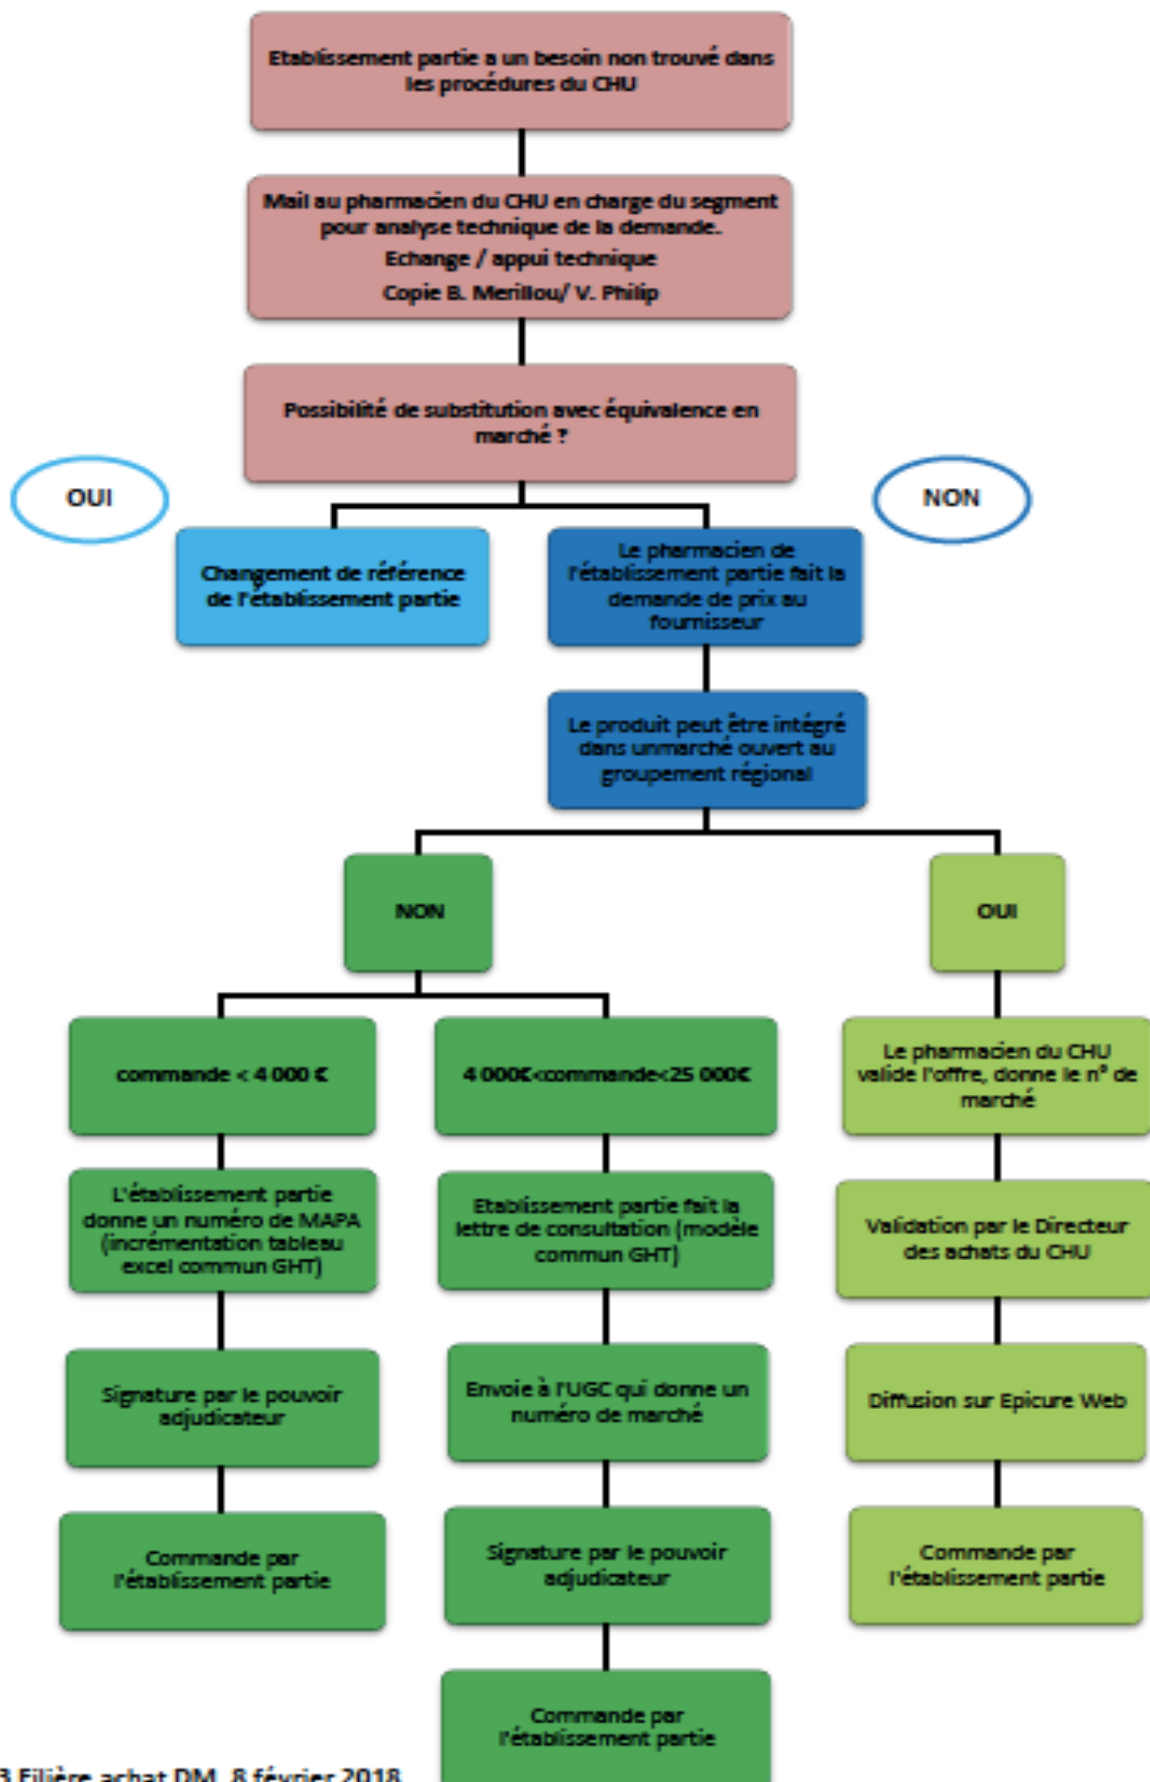 Etablissement partie a un besoin non trouvé dans
les procédures du CHU
Mail au pharmacien du CHU en charge du segment
pour analyse technique de la demande.
Echange / appui technique
Copie B. Merillou/ V. Philip
Possibilité de substitution avec équivalence en
marché ?
OUI
NON
Changement de référence
de l'établissement partie
Le pharmacien de
l'établissement partie fait la
demande de prix au
fournisseur
Le produit peut être intégré
dans unmarché ouvert au
groupement régional
NON
OUI
commande < 4 000 €
4 000€<commande<25 000€
Le pharmacien du CHU
valide l'offre, donne le n° de
marché
L'établissement partie
donne un numéro de MAPA
(incrémentation tableau
excel commun GHT)
Etablissement partie fait la
lettre de consultation (modèle
commun GHT)
Validation par le Directeur
des achats du CHU
Signature par le pouvoir
adjudicateur
Envoie à l'UGC qui donne un
numéro de marché
Diffusion sur Epicure Web
Commande par
l'établissement partie
Signature par le pouvoir
adjudicateur
Commande par
l'établissement partie
Commande par
l'établissement partie
3 Filière achat DM, 8 février 2018